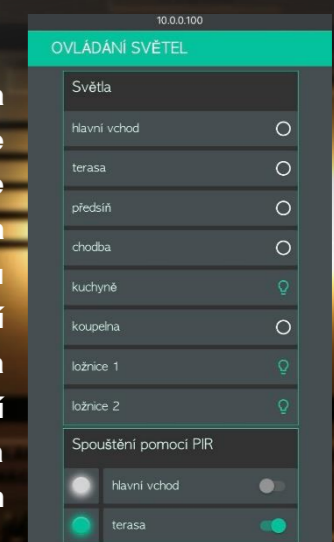 10.0.0.100
OVLÁDÁNÍ SVĚTEL
Světla
hlavní vchod
terasa
předsíň
chodba
kuchyně
koupelna
ložnice 1
ložnice 2
Spouštění pomocí PIR
hlavní vchod
terasa